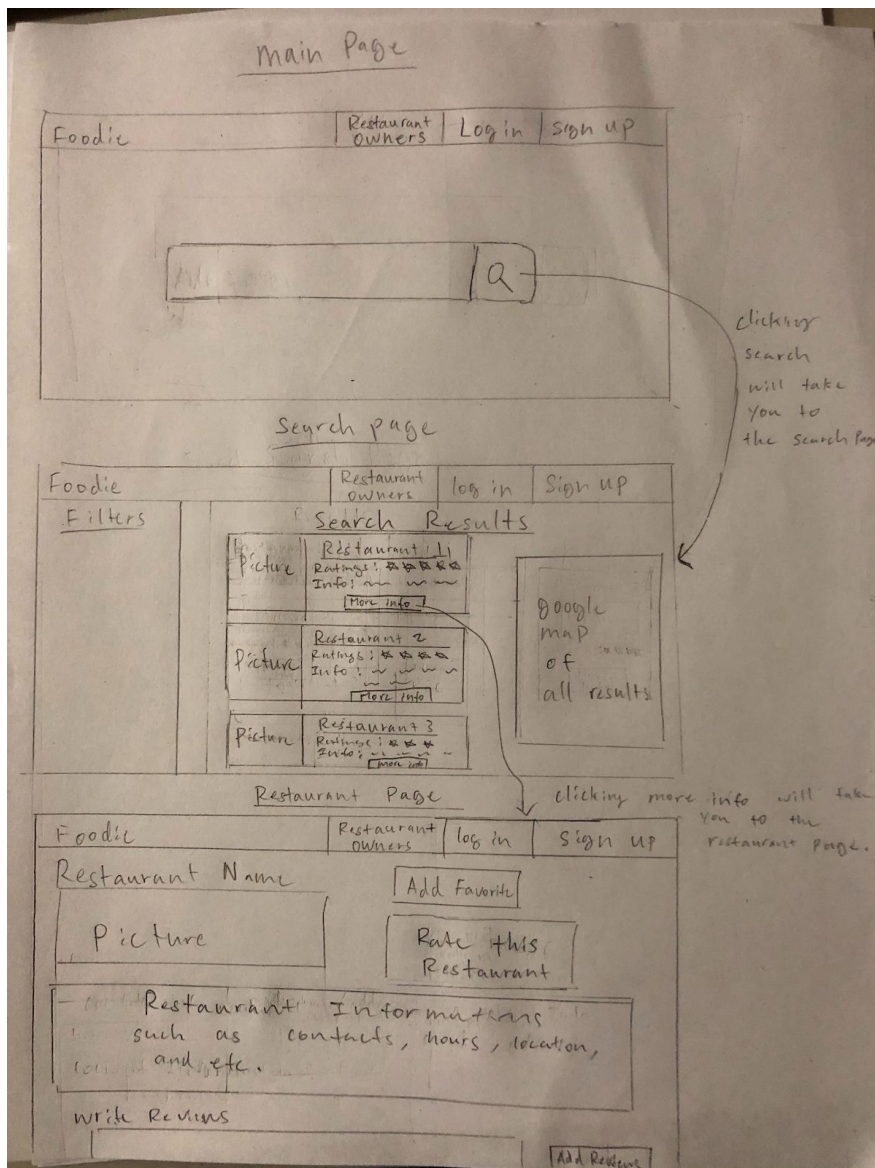 Main Page
Foodie
Restaurant
Owners
Log in
Sign up
clicking
search
will take
you to
the search Page
Search page
Foodie
Restaurant
Owners
log in
Sign up
Filters
Search Results
Picture
Restaurant 1
Ratings:
Info:
More info
Picture
Restaurant 2
Ratings:
Info:
More info
Picture
Restaurant 3
Ratings:
Info:
More info
google
map
of
all results
Restaurant Page
clicking more info will take
you to the
restaurant page.
Foodie
Restaurant
Owners
log in
Sign up
Restaurant Name
Add Favorite
Picture
Rate this
Restaurant
Restaurant Informations
such as contacts, hours, location,
and etc.
write Reviews
Add Reviews